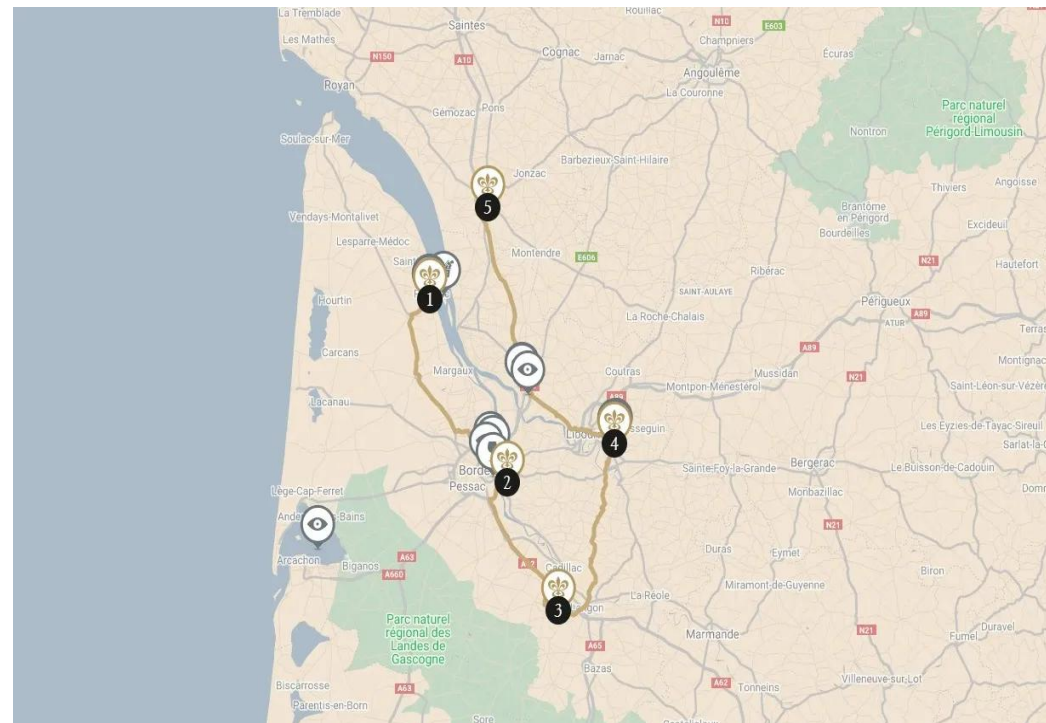 La Tremblade
Rouillac
Saintes
N10
E603
Les Mathes
Champniers
N150
A10
Cognac
Jarnac
Écuras
Angoulême
Royan
La Couronne
Gémozac
Pons
Parc naturel
régional
Périgord-Limousin
Soulac-sur-Mer
Nontron
Barbezieux-Saint-Hilaire
Jonzac
Thiviers
Angoisse
5
Brantôme
en Périgord
Bourdeilles
Vendays-Montalivet
Excideuil
Lesparre-Médoc
Montendre
E606
N21
Hautefort
Ribérac
1
SAINT-AULAYE
Hourtin
Périgueux
A89
La Roche-Chalais
ATUR
Carcans
A89
Margaux
Coutras
Mussidan
N21
Montpon-Ménestérol
Lacanau
Saint-Léon-sur-Vézère
Les Eyzies-de-Tayac-Sireuil
4
Sainte-Foy-la-Grande
Bergerac
Le Buisson-de-Cadouin
Pessac
2
Lège-Cap-Ferret
Monbazillac
N21
Arcachon
Biganos
A63
Duras
Eymet
A660
Biron
Miramont-de-Guyenne
La Réole
3
Parc naturel
régional des
Landes de
Gascogne
Marmande
N21
Duravel
Fumel
A65
Bazas
Villeneuve-sur-Lot
Biscarrosse
A63
A62
Tonneins
Parentis-en-Born
Sore